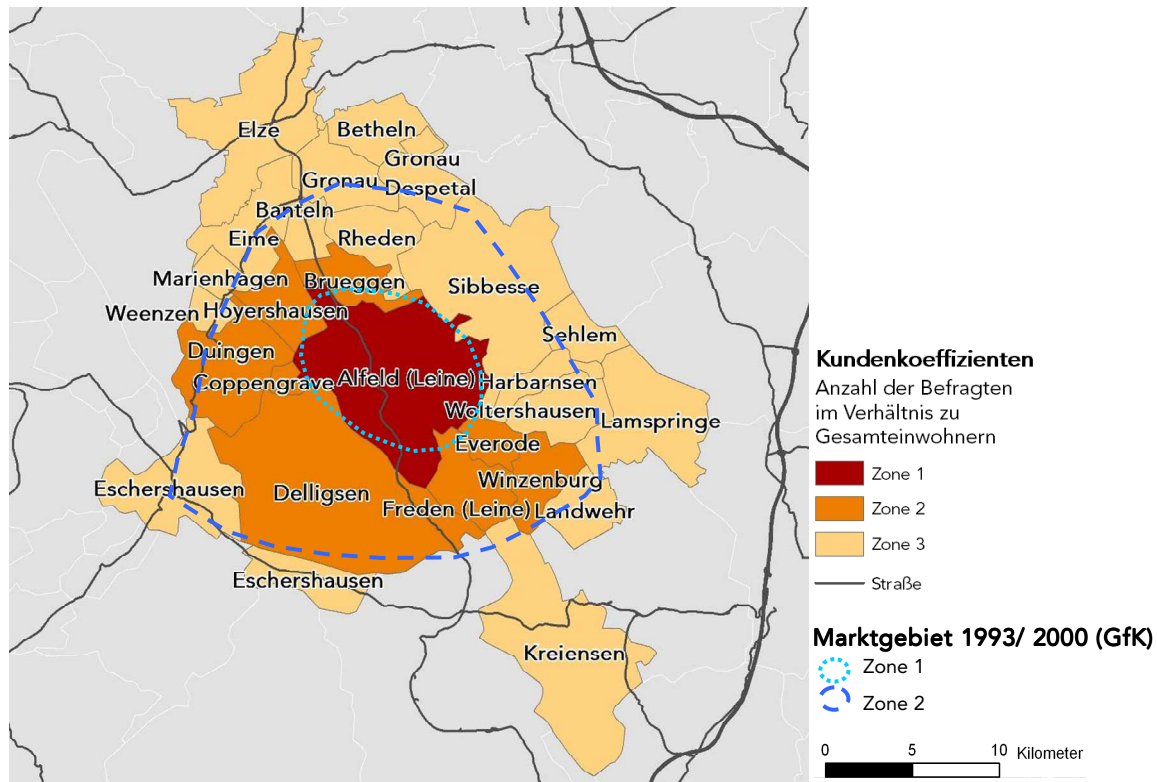 Elze
Betheln
Gronau
Gronau
Despetal
Banteln
Eime
Rheden
Marienhagen
Brueggen
Sibbesse
Weenzen
Hoyershausen
Sehlem
Duingen
Coppengrave
Alfeld (Leine)
Harbarnsen
Woltershausen
Lamspringe
Everode
Winzenburg
Eschershausen
Delligsen
Freden (Leine)
Landwehr
Eschershausen
Kreiensen
Kundenkoeffizienten
Anzahl der Befragten
im Verhältnis zu
Gesamteinwohnern
Zone 1
Zone 2
Zone 3
Straße
Marktgebiet 1993/ 2000 (GfK)
Zone 1
Zone 2
0 5 10 Kilometer